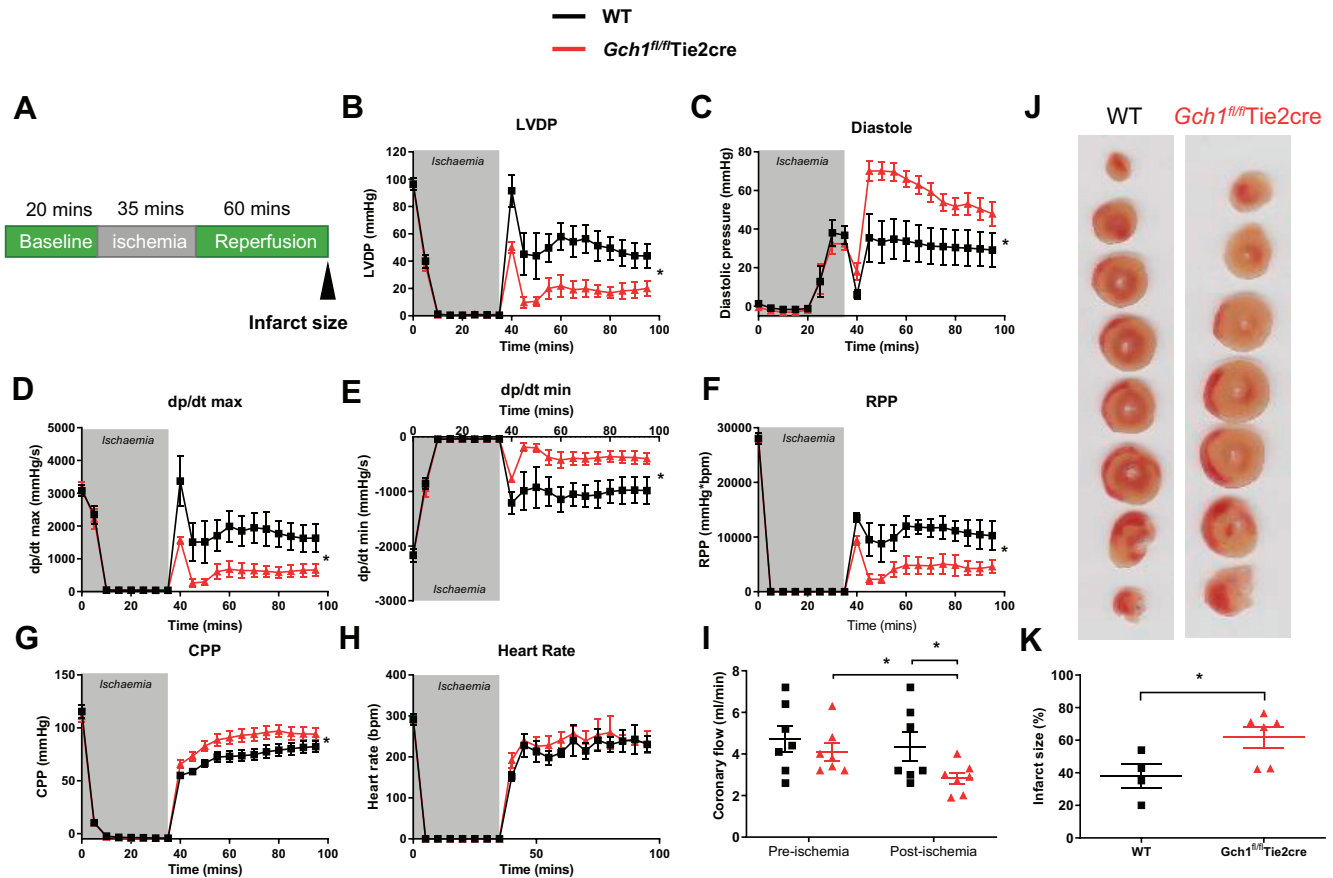 WT
Gch1fl/flTie2cre
A
20 mins 35 mins 60 mins
Baseline ischemia Reperfusion
Infarct size
B
LVDP
Ischaemia
LVDP (mmHg)
120
100
80
60
40
20
0
0 20 40 60 80 100
Time (mins)
*
C
Diastole
Ischaemia
Diastolic pressure (mmHg)
80
60
40
20
0
0 20 40 60 80 100
Time (mins)
*
J
WT Gch1fl/flTie2cre
D
dp/dt max
Ischaemia
dp/dt max (mmHg/s)
5000
4000
3000
2000
1000
0
0 20 40 60 80 100
Time (mins)
*
E
dp/dt min
Time (mins)
0 20 40 60 80 100
dp/dt min (mmHg/s)
0
-1000
-2000
-3000
Ischaemia
*
F
RPP
Ischaemia
RPP (mmHg*bpm)
30000
20000
10000
0
0 20 40 60 80 100
Time (mins)
*
G
CPP
Ischaemia
CPP (mmHg)
150
100
50
0
0 20 40 60 80 100
Time (mins)
*
H
Heart Rate
Ischaemia
Heart rate (bpm)
400
300
200
100
0
50 100
Time (mins)
I
* *
Coronary flow (ml/min)
8
6
4
2
0
Pre-ischemia Post-ischemia
K
*
Infarct size (%)
100
80
60
40
20
0
WT Gch1fl/flTie2cre